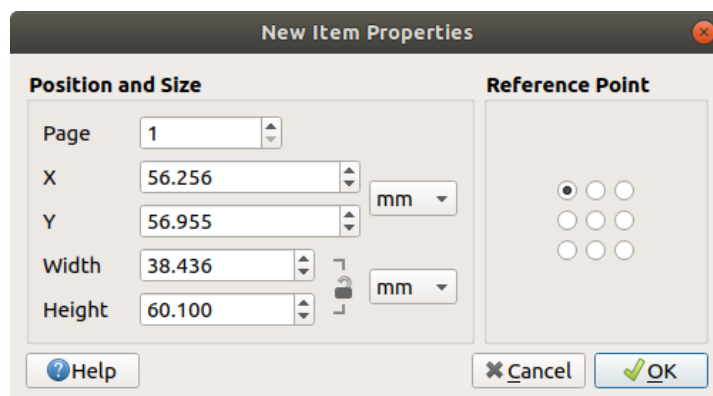 New Item Properties
Position and Size
Reference Point
Page 1
X 56.256
mm
Y 56.955
Width 38.436
mm
Height 60.100
Help
Cancel
OK